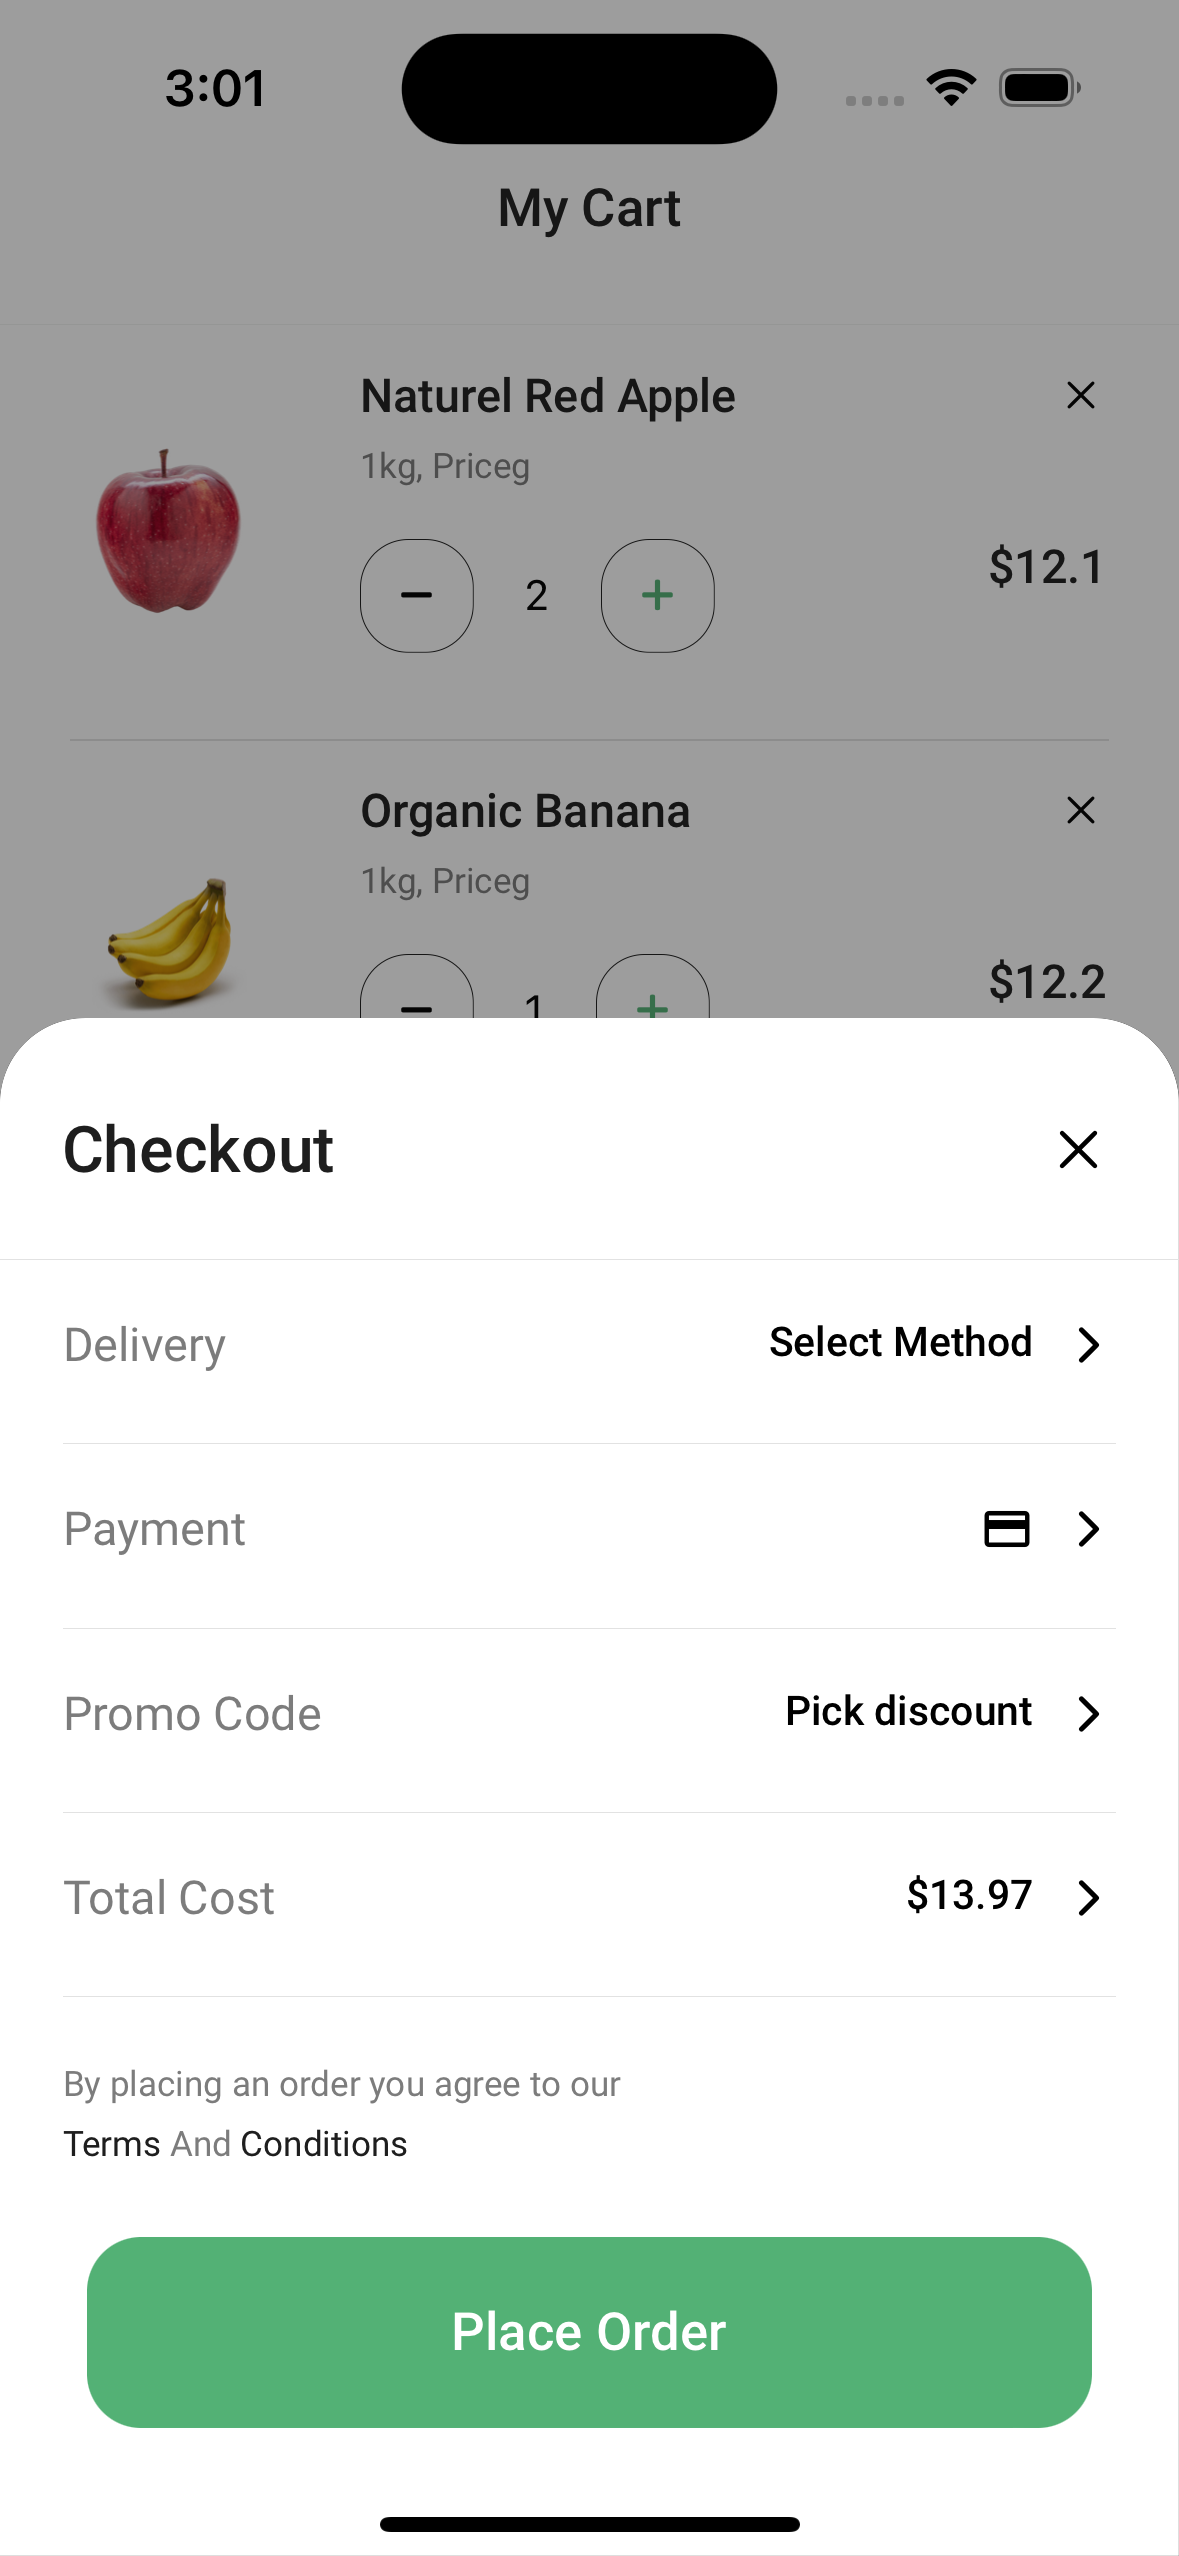 3:01
My Cart
Naturel Red Apple
1kg, Priceg
2
$12.1
Organic Banana
1kg, Priceg
1
$12.2
Checkout
Delivery
Select Method
Payment
Promo Code
Pick discount
Total Cost
$13.97
By placing an order you agree to our
Terms And Conditions
Place Order